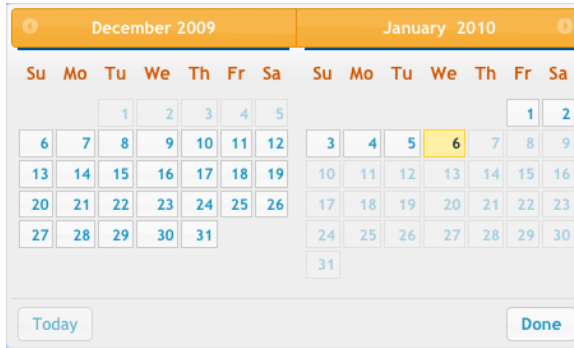 December 2009 January 2010
Su Mo Tu We Th Fr Sa Su Mo Tu We Th Fr Sa
1 2 3 4 5 1 2
6 7 8 9 10 11 12 3 4 5 6 7 8 9
13 14 15 16 17 18 19 10 11 12 13 14 15 16
20 21 22 23 24 25 26 17 18 19 20 21 22 23
27 28 29 30 31 24 25 26 27 28 29 30
31
Today Done